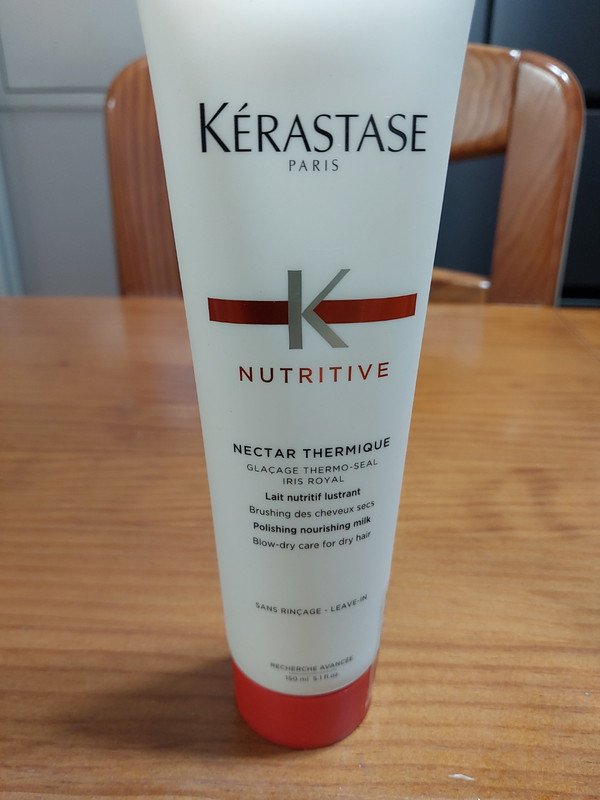 KÉRASTASE
PARIS
K
NUTRITIVE
NECTAR THERMIQUE
GLAÇAGE THERMO-SEAL
IRIS ROYAL
Lait nutritif lustrant
Brushing des cheveux secs
Polishing nourishing milk
Blow-dry care for dry hair
SANS RINÇAGE - LEAVE-IN
RECHERCHE AVANCÉE
150 ml 5.1 fl.oz